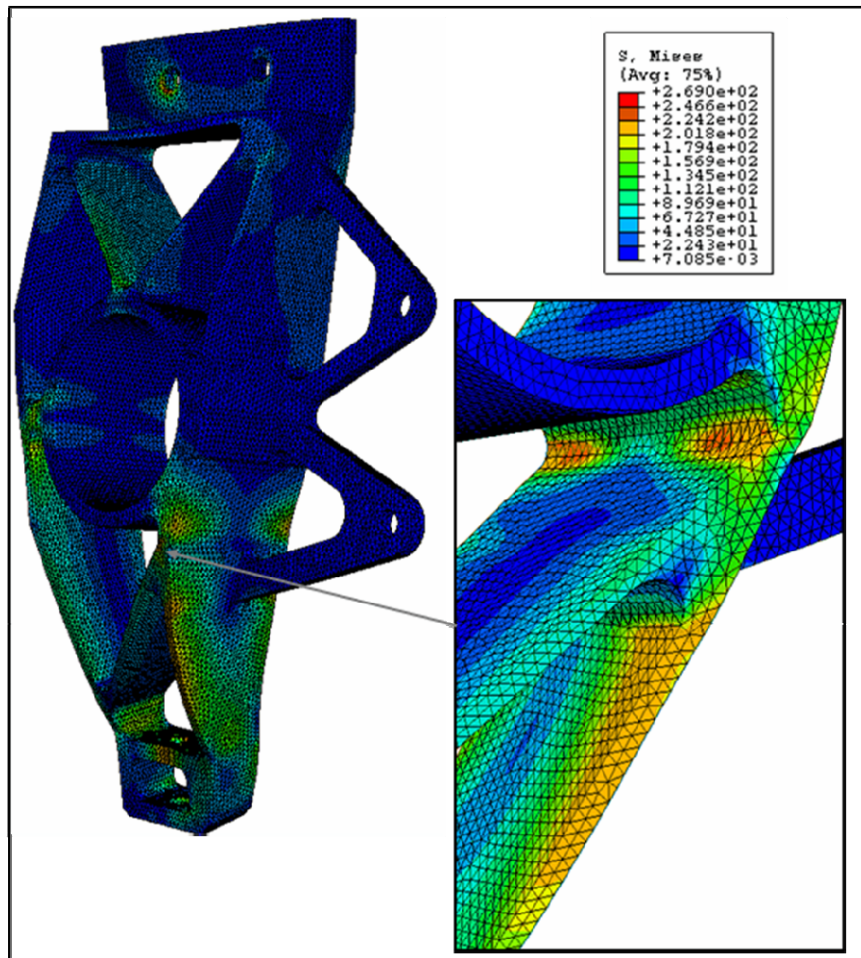 S, Mises
(Avg: 75%)
+2.690e+02
+2.466e+02
+2.242e+02
+2.018e+02
+1.794e+02
+1.569e+02
+1.345e+02
+1.121e+02
+8.969e+01
+6.727e+01
+4.485e+01
+2.243e+01
+7.085e-03